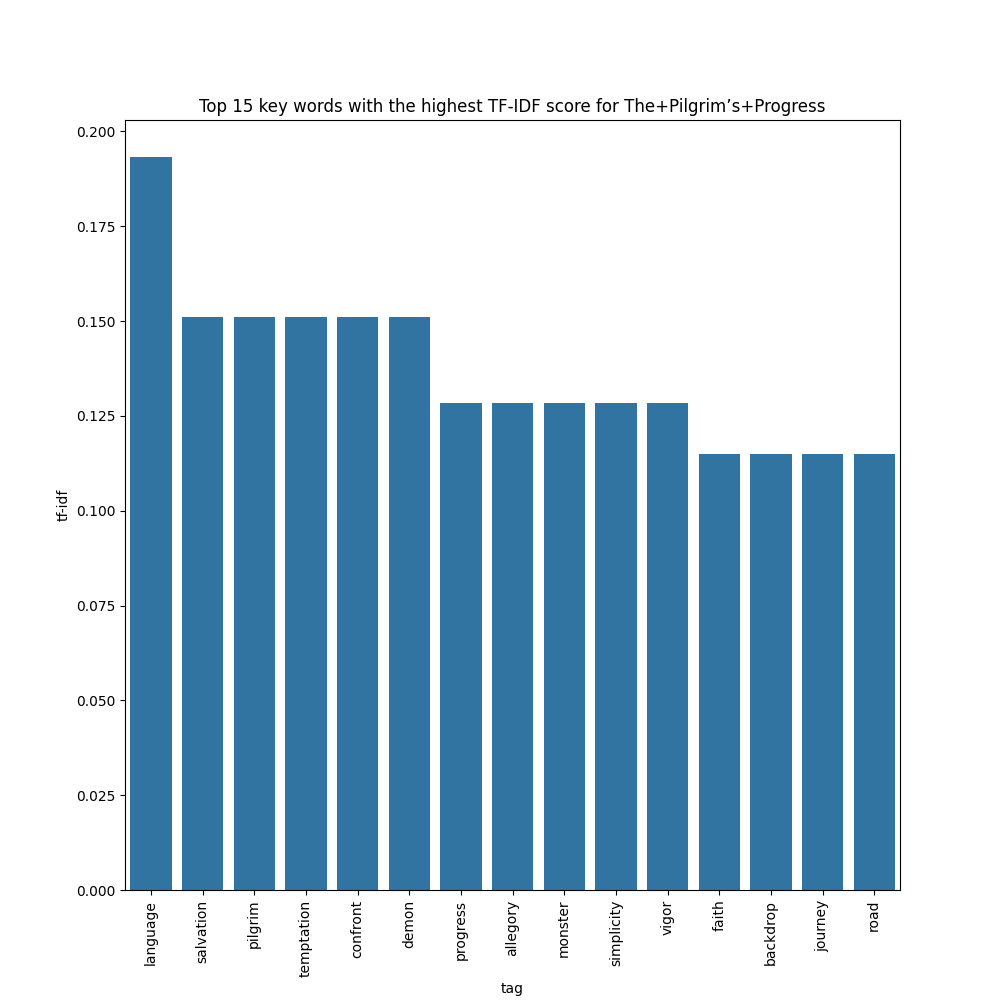 Top 15 key words with the highest TF-IDF score for The+Pilgrim’s+Progress
0.200
0.175
0.150
0.125
0.100
0.075
0.050
0.025
0.000
tf-idf
language
salvation
pilgrim
temptation
confront
demon
progress
allegory
monster
simplicity
vigor
faith
backdrop
journey
road
tag